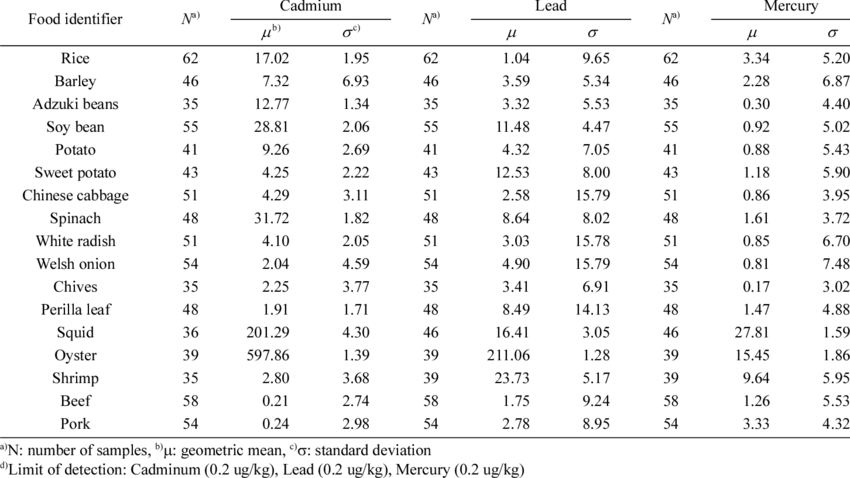 Food identifier Nᵃ⁾ Cadmium Nᵃ⁾ Lead Nᵃ⁾ Mercury
μᵇ⁾ σᶜ⁾ μ σ μ σ
Rice 62 17.02 1.95 62 1.04 9.65 62 3.34 5.20
Barley 46 7.32 6.93 46 3.59 5.34 46 2.28 6.87
Adzuki beans 35 12.77 1.34 35 3.32 5.53 35 0.30 4.40
Soy bean 55 28.81 2.06 55 11.48 4.47 55 0.92 5.02
Potato 41 9.26 2.69 41 4.32 7.05 41 0.88 5.43
Sweet potato 43 4.25 2.22 43 12.53 8.00 43 1.18 5.90
Chinese cabbage 51 4.29 3.11 51 2.58 15.79 51 0.86 3.95
Spinach 48 31.72 1.82 48 8.64 8.02 48 1.61 3.72
White radish 51 4.10 2.05 51 3.03 15.78 51 0.85 6.70
Welsh onion 54 2.04 4.59 54 4.90 15.79 54 0.81 7.48
Chives 35 2.25 3.77 35 3.41 6.91 35 0.17 3.02
Perilla leaf 48 1.91 1.71 48 8.49 14.13 48 1.47 4.88
Squid 36 201.29 4.30 46 16.41 3.05 46 27.81 1.59
Oyster 39 597.86 1.39 39 211.06 1.28 39 15.45 1.86
Shrimp 35 2.80 3.68 39 23.73 5.17 39 9.64 5.95
Beef 58 0.21 2.74 58 1.75 9.24 58 1.26 5.53
Pork 54 0.24 2.98 54 2.78 8.95 54 3.33 4.32
ᵃ⁾N: number of samples, ᵇ⁾μ: geometric mean, ᶜ⁾σ: standard deviation
ᵈ⁾Limit of detection: Cadminum (0.2 ug/kg), Lead (0.2 ug/kg), Mercury (0.2 ug/kg)